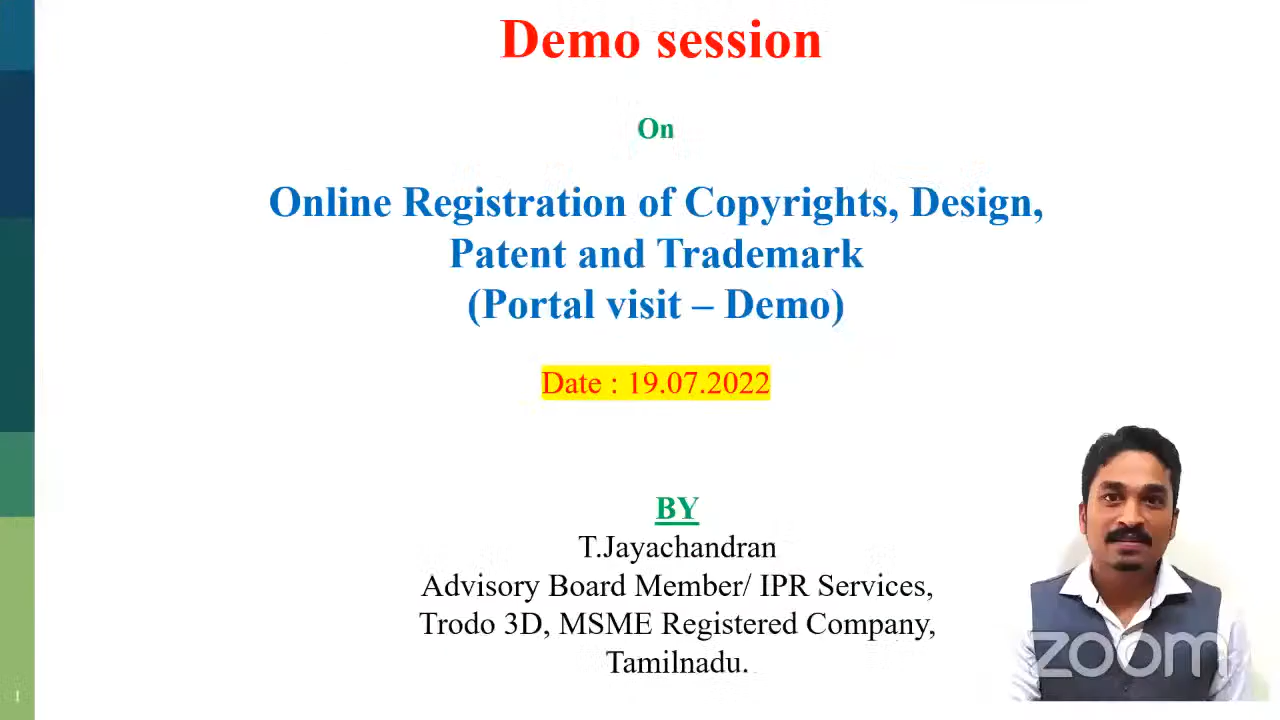 Demo session
On
Online Registration of Copyrights, Design,
Patent and Trademark
(Portal visit – Demo)
Date : 19.07.2022
BY
T.Jayachandran
Advisory Board Member/ IPR Services,
Trodo 3D, MSME Registered Company,
Tamilnadu.
zoom
1